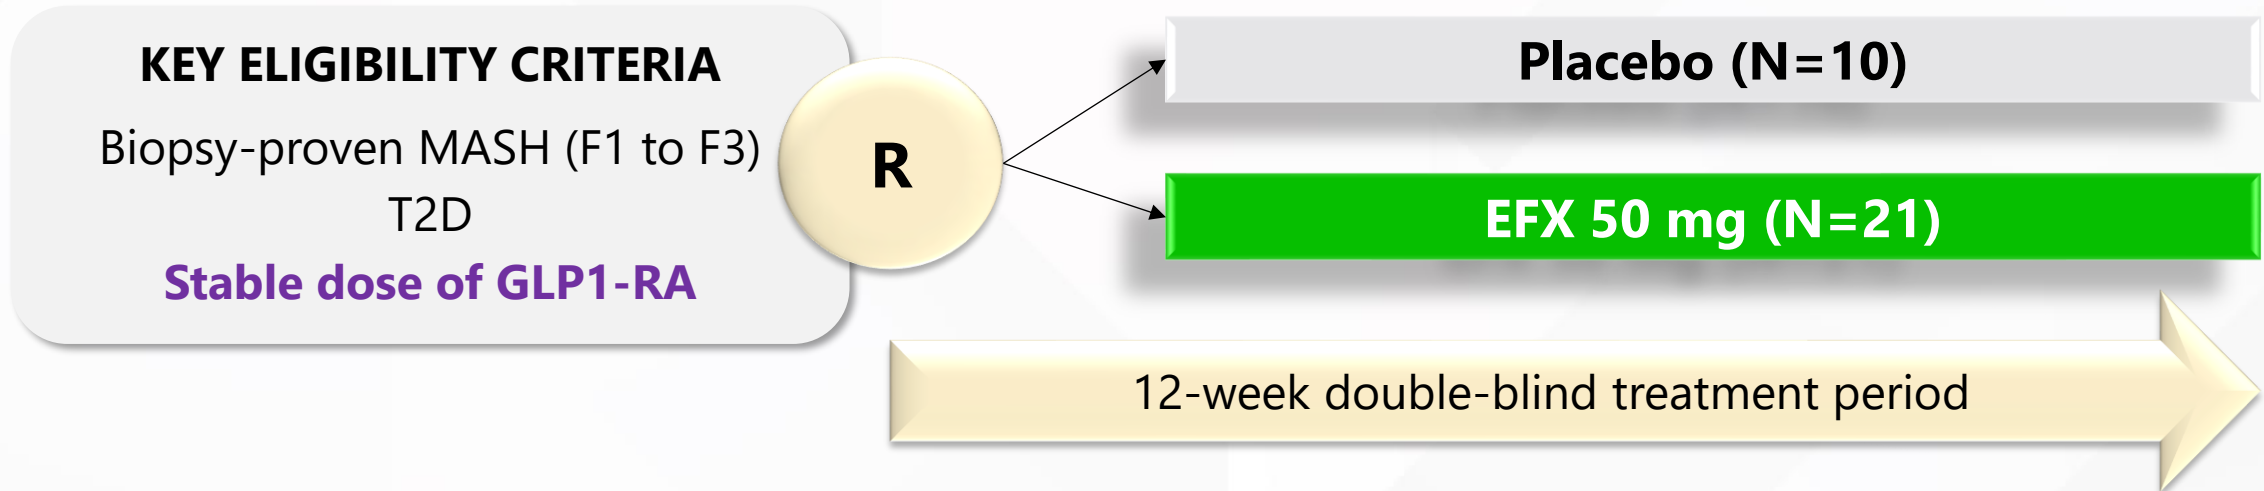 KEY ELIGIBILITY CRITERIA
Biopsy-proven MASH (F1 to F3)
T2D
Stable dose of GLP1-RA
R
Placebo (N=10)
EFX 50 mg (N=21)
12-week double-blind treatment period